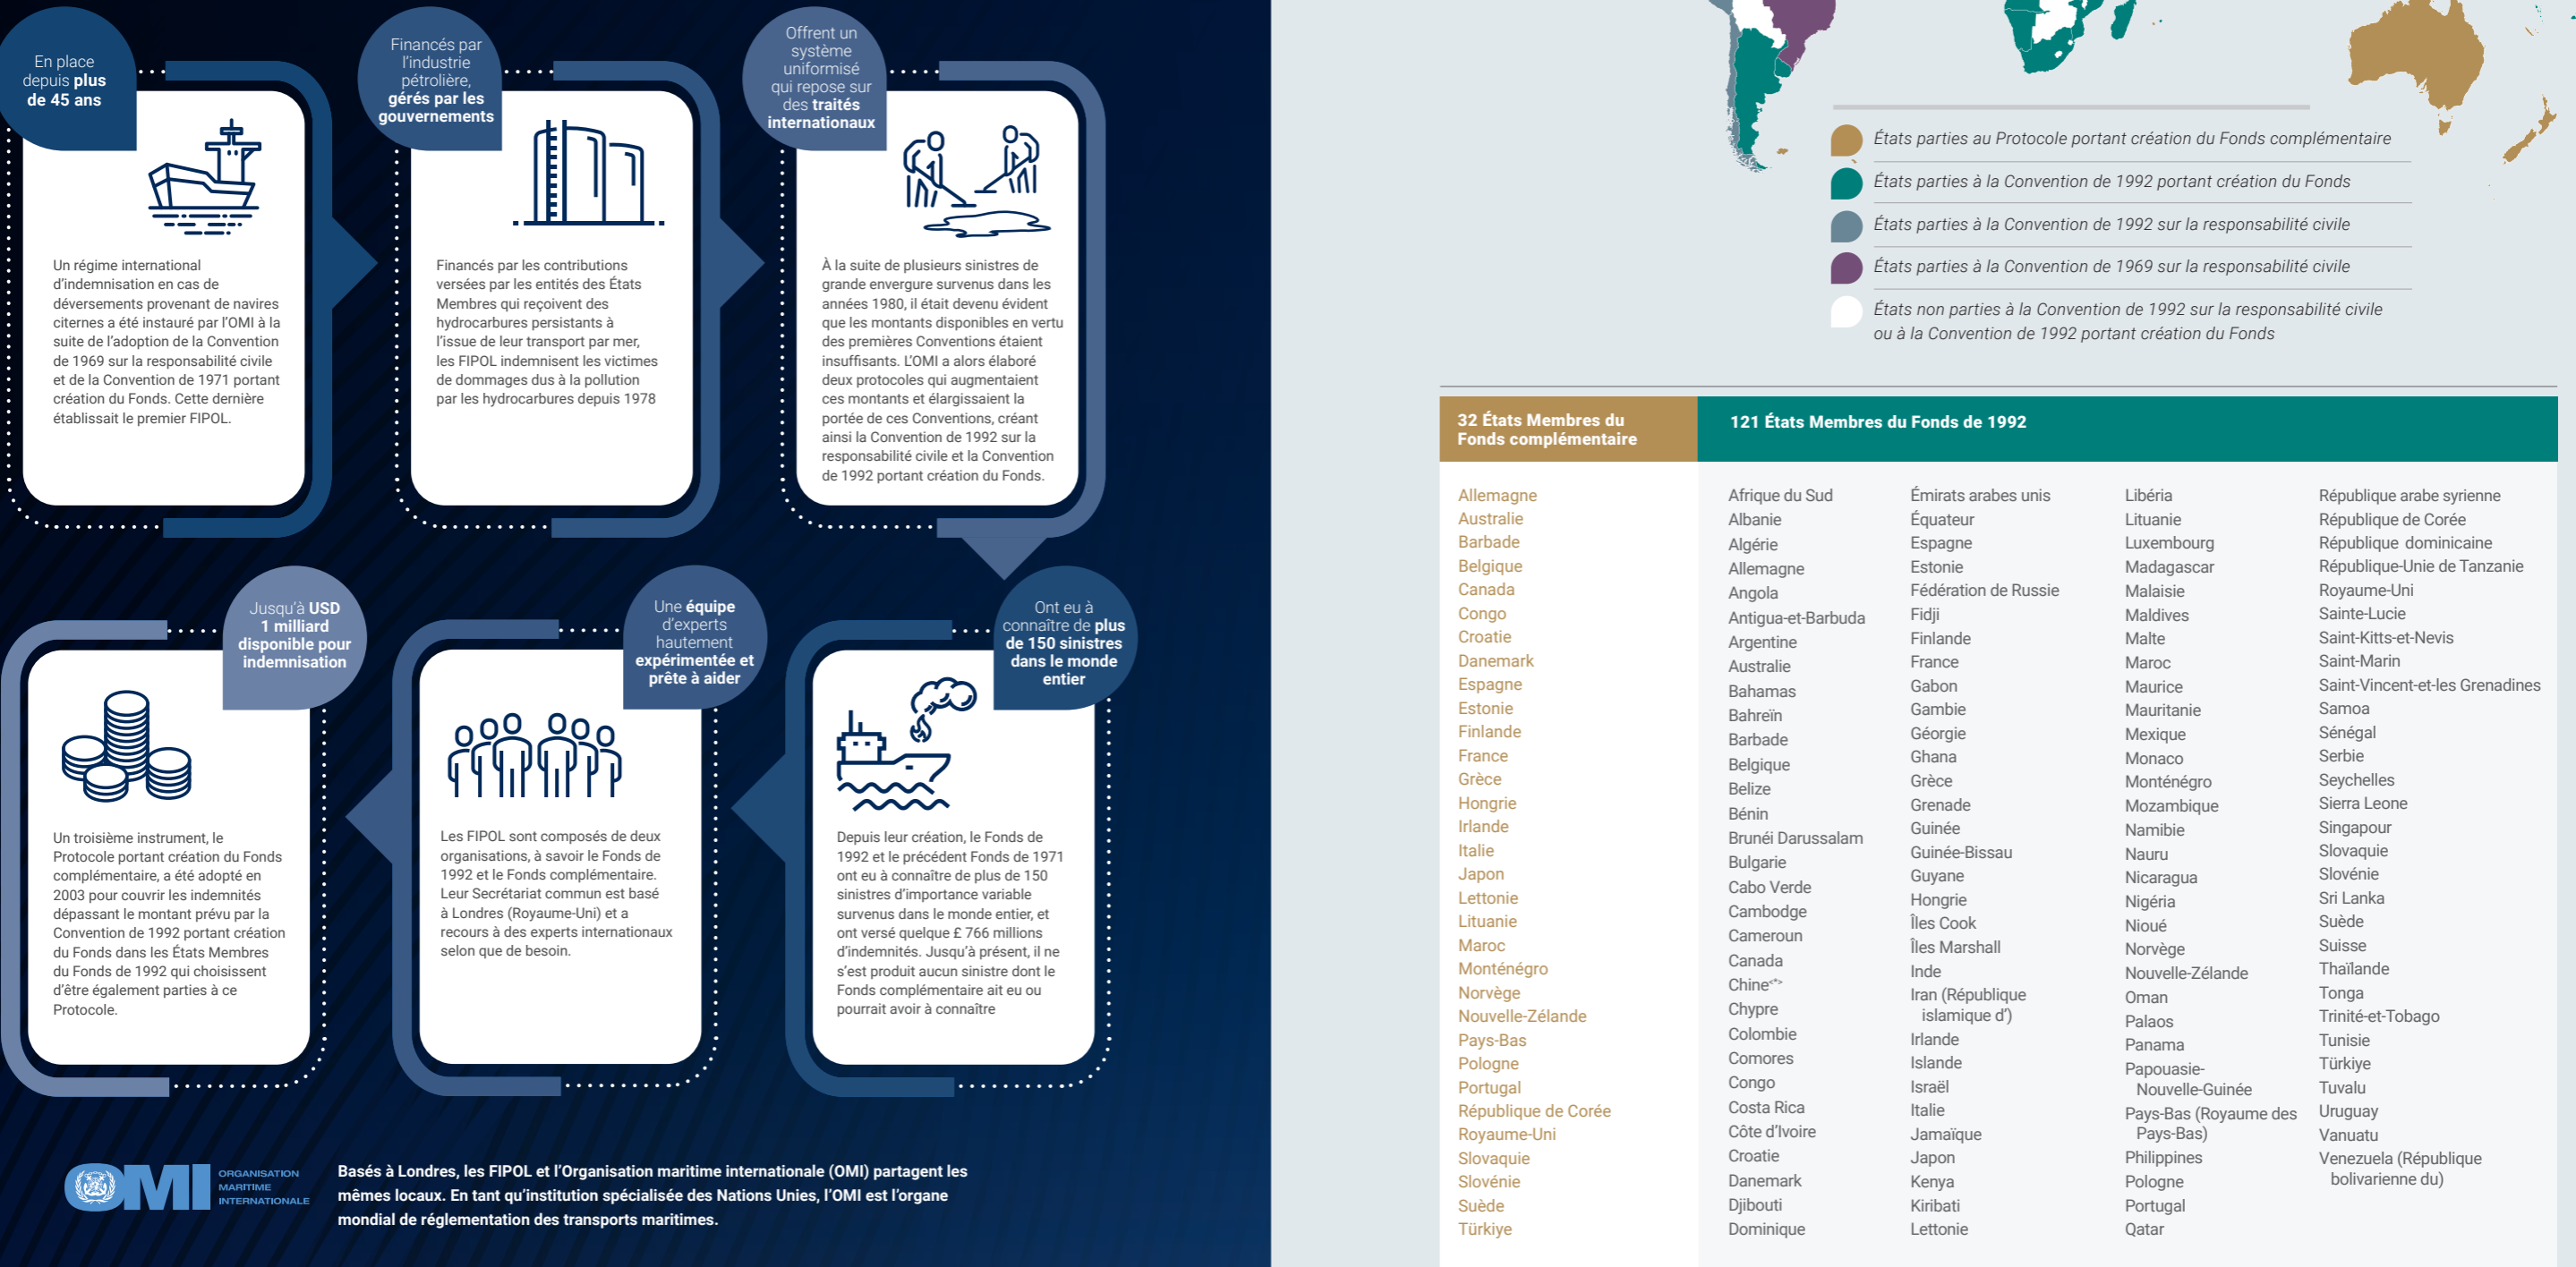 En place
depuis plus
de 45 ans
Un régime international
d'indemnisation en cas de
déversements provenant de navires
citernes a été instauré par l'OMI à la
suite de l'adoption de la Convention
de 1969 sur la responsabilité civile
et de la Convention de 1971 portant
création du Fonds. Cette dernière
établissait le premier FIPOL.
Financés par
l'industrie
pétrolière,
gérés par les
gouvernements
Financés par les contributions
versées par les entités des États
Membres qui reçoivent des
hydrocarbures persistants à
l'issue de leur transport par mer,
les FIPOL indemnisent les victimes
de dommages dus à la pollution
par les hydrocarbures depuis 1978
Offrent un
système
uniformisé
qui repose sur
des traités
internationaux
À la suite de plusieurs sinistres de
grande envergure survenus dans les
années 1980, il était devenu évident
que les montants disponibles en vertu
des premières Conventions étaient
insuffisants. L'OMI a alors élaboré
deux protocoles qui augmentaient
ces montants et élargissaient la
portée de ces Conventions, créant
ainsi la Convention de 1992 sur la
responsabilité civile et la Convention
de 1992 portant création du Fonds.
Jusqu'à USD
1 milliard
disponible pour
indemnisation
Un troisième instrument, le
Protocole portant création du Fonds
complémentaire, a été adopté en
2003 pour couvrir les indemnités
dépassant le montant prévu par la
Convention de 1992 portant création
du Fonds dans les États Membres
du Fonds de 1992 qui choisissent
d'être également parties à ce
Protocole.
Une équipe
d'experts
hautement
expérimentée et
prête à aider
Les FIPOL sont composés de deux
organisations, à savoir le Fonds de
1992 et le Fonds complémentaire.
Leur Secrétariat commun est basé
à Londres (Royaume-Uni) et a
recours à des experts internationaux
selon que de besoin.
Ont eu à
connaître de plus
de 150 sinistres
dans le monde
entier
Depuis leur création, le Fonds de
1992 et le précédent Fonds de 1971
ont eu à connaître de plus de 150
sinistres d'importance variable
survenus dans le monde entier, et
ont versé quelque £ 766 millions
d'indemnités. Jusqu'à présent, il ne
s'est produit aucun sinistre dont le
Fonds complémentaire ait eu ou
pourrait avoir à connaître
OMI
ORGANISATION
MARITIME
INTERNATIONALE
Basés à Londres, les FIPOL et l'Organisation maritime internationale (OMI) partagent les
mêmes locaux. En tant qu'institution spécialisée des Nations Unies, l'OMI est l'organe
mondial de réglementation des transports maritimes.
États parties au Protocole portant création du Fonds complémentaire
États parties à la Convention de 1992 portant création du Fonds
États parties à la Convention de 1992 sur la responsabilité civile
États parties à la Convention de 1969 sur la responsabilité civile
États non parties à la Convention de 1992 sur la responsabilité civile
ou à la Convention de 1992 portant création du Fonds
32 États Membres du
Fonds complémentaire
Allemagne
Australie
Barbade
Belgique
Canada
Congo
Croatie
Danemark
Espagne
Estonie
Finlande
France
Grèce
Hongrie
Irlande
Italie
Japon
Lettonie
Lituanie
Maroc
Monténégro
Norvège
Nouvelle-Zélande
Pays-Bas
Pologne
Portugal
République de Corée
Royaume-Uni
Slovaquie
Slovénie
Suède
Türkiye
121 États Membres du Fonds de 1992
Afrique du Sud
Albanie
Algérie
Allemagne
Angola
Antigua-et-Barbuda
Argentine
Australie
Bahamas
Bahreïn
Barbade
Belgique
Belize
Bénin
Brunéi Darussalam
Bulgarie
Cabo Verde
Cambodge
Cameroun
Canada
Chine<*>
Chypre
Colombie
Comores
Congo
Costa Rica
Côte d'Ivoire
Croatie
Danemark
Djibouti
Dominique
Émirats arabes unis
Équateur
Espagne
Estonie
Fédération de Russie
Fidji
Finlande
France
Gabon
Gambie
Géorgie
Ghana
Grèce
Grenade
Guinée
Guinée-Bissau
Guyane
Hongrie
Îles Cook
Îles Marshall
Inde
Iran (République
islamique d')
Irlande
Islande
Israël
Italie
Jamaïque
Japon
Kenya
Kiribati
Lettonie
Libéria
Lituanie
Luxembourg
Madagascar
Malaisie
Maldives
Malte
Maroc
Maurice
Mauritanie
Mexique
Monaco
Monténégro
Mozambique
Namibie
Nauru
Nicaragua
Nigéria
Nioué
Norvège
Nouvelle-Zélande
Oman
Palaos
Panama
Papouasie-
Nouvelle-Guinée
Pays-Bas (Royaume des
Pays-Bas)
Philippines
Pologne
Portugal
Qatar
République arabe syrienne
République de Corée
République dominicaine
République-Unie de Tanzanie
Royaume-Uni
Sainte-Lucie
Saint-Kitts-et-Nevis
Saint-Marin
Saint-Vincent-et-les Grenadines
Samoa
Sénégal
Serbie
Seychelles
Sierra Leone
Singapour
Slovaquie
Slovénie
Sri Lanka
Suède
Suisse
Thaïlande
Tonga
Trinité-et-Tobago
Tunisie
Türkiye
Tuvalu
Uruguay
Vanuatu
Venezuela (République
bolivarienne du)